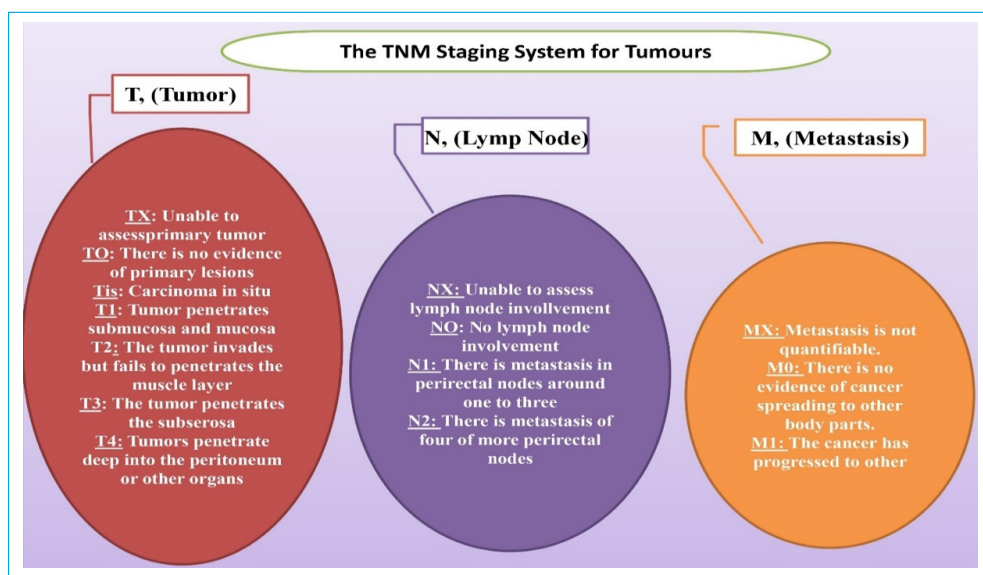 The TNM Staging System for Tumours
T, (Tumor)
TX: Unable to
assessprimary tumor
TO: There is no evidence
of primary lesions
Tis: Carcinoma in situ
T1: Tumor penetrates
submucosa and mucosa
T2: The tumor invades
but fails to penetrates the
muscle layer
T3: The tumor penetrates
the subserosa
T4: Tumors penetrate
deep into the peritoneum
or other organs
N, (Lymp Node)
NX: Unable to assess
lymph node invollvement
NO: No lymph node
involvement
N1: There is metastasis in
perirectal nodes around
one to three
N2: There is metastasis of
four of more perirectal
nodes
M, (Metastasis)
MX: Metastasis is not
quantifiable.
M0: There is no
evidence of cancer
spreading to other
body parts.
M1: The cancer has
progressed to other